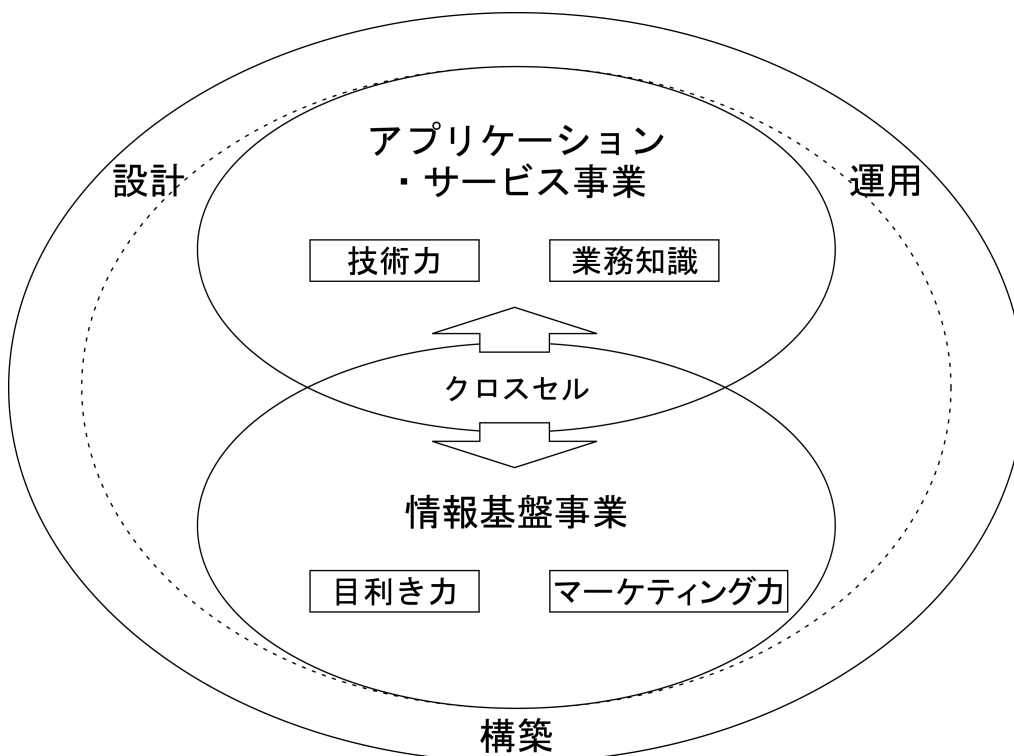 アプリケーション
・サービス事業
設計
運用
技術力
業務知識
クロスセル
情報基盤事業
目利き力
マーケティング力
構築